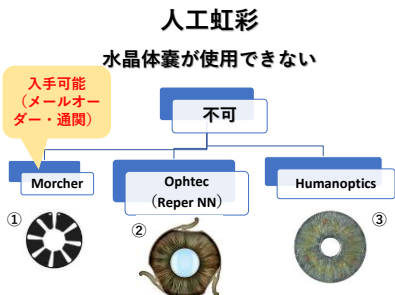 人工虹彩
水晶体嚢が使用できない
入手可能
（メールオー
ダー・通関）
不可
Morcher
Ophtec
（Reper NN）
Humanoptics
①
②
③